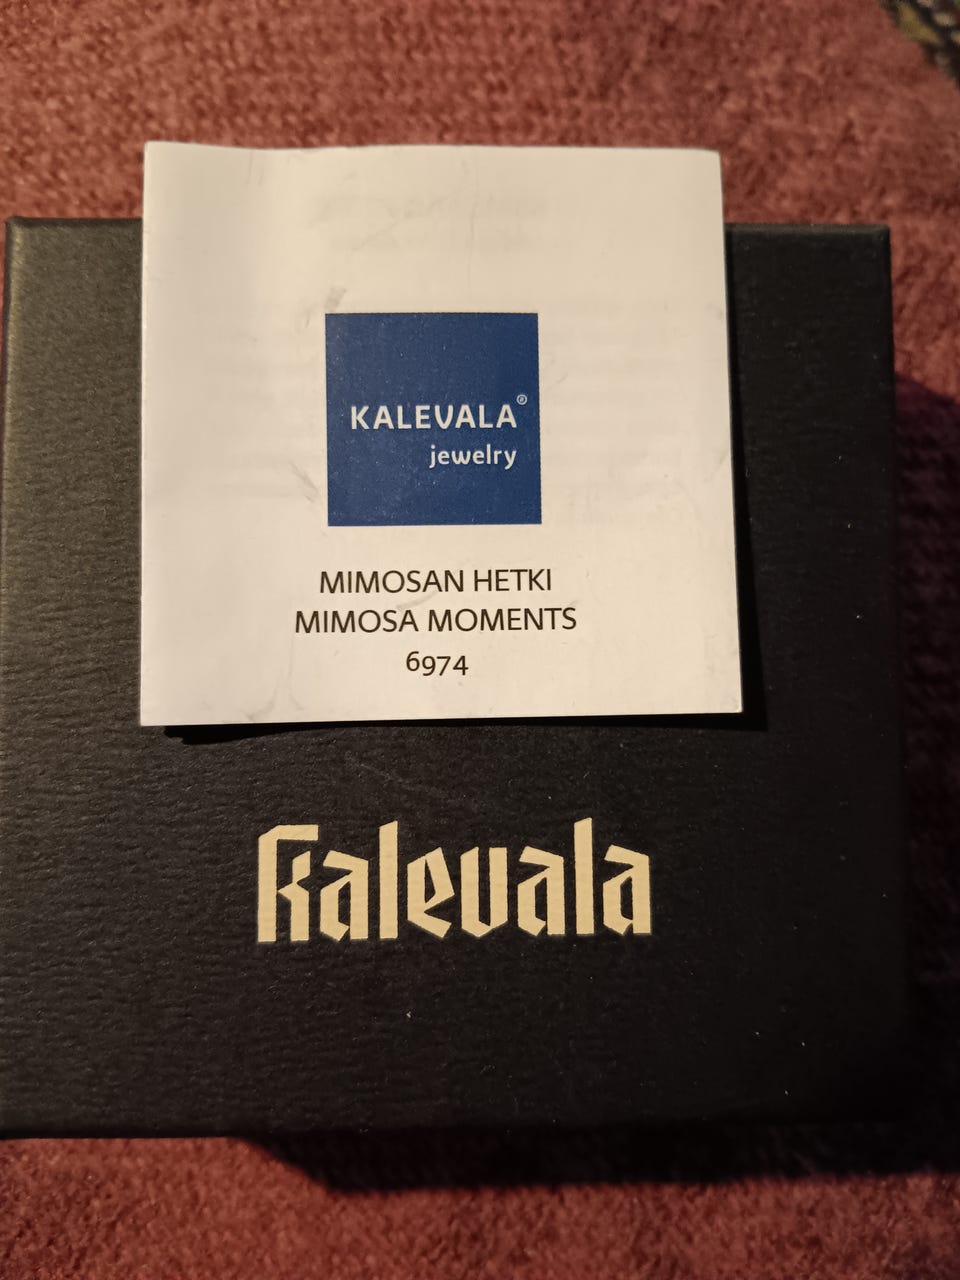 KALEVALA®
jewelry
MIMOSAN HETKI
MIMOSA MOMENTS
6974
Kalevala